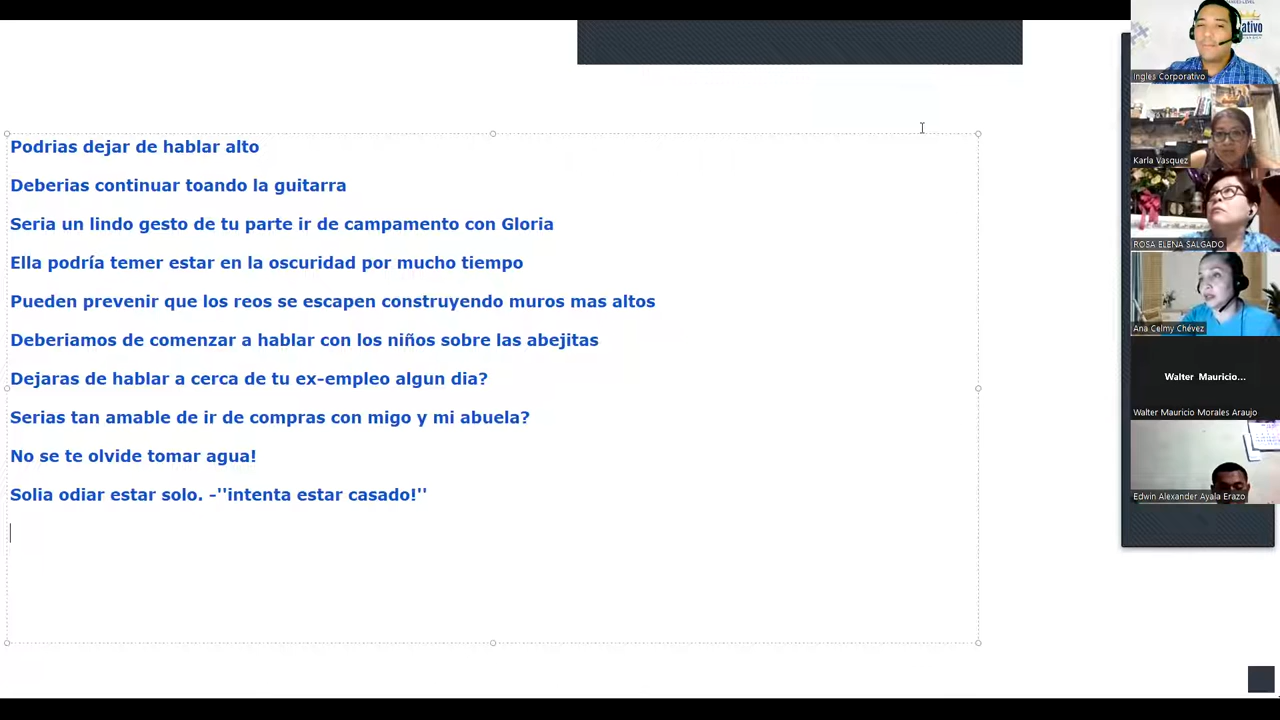 Podrias dejar de hablar alto
Deberias continuar toando la guitarra
Seria un lindo gesto de tu parte ir de campamento con Gloria
Ella podría temer estar en la oscuridad por mucho tiempo
Pueden prevenir que los reos se escapen construyendo muros mas altos
Deberiamos de comenzar a hablar con los niños sobre las abejitas
Dejaras de hablar a cerca de tu ex-empleo algun dia?
Serias tan amable de ir de compras con migo y mi abuela?
No se te olvide tomar agua!
Solia odiar estar solo. -''intenta estar casado!''
ativo
Ingles Corporativo
Karla Vasquez
ROSA ELENA SALGADO
Ana Celmy Chévez
Walter Mauricio...
Walter Mauricio Morales Araujo
Edwin Alexander Ayala Erazo